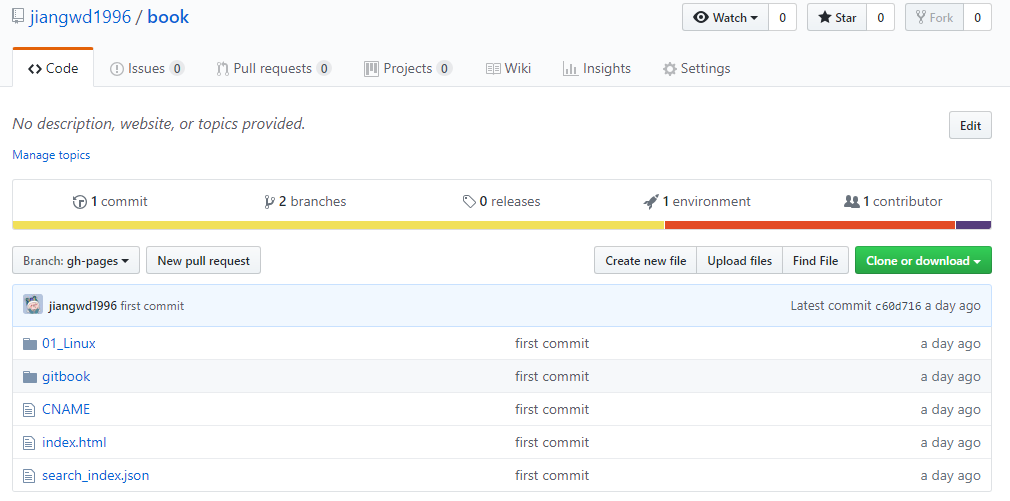 jiangwd1996 / book Watch 0 Star 0 Fork 0
Code Issues 0 Pull requests 0 Projects 0 Wiki Insights Settings
No description, website, or topics provided. Edit
Manage topics
1 commit 2 branches 0 releases 1 environment 1 contributor
Branch: gh-pages New pull request Create new file Upload files Find File Clone or download
jiangwd1996 first commit Latest commit c60d716 a day ago
01_Linux first commit a day ago
gitbook first commit a day ago
CNAME first commit a day ago
index.html first commit a day ago
search_index.json first commit a day ago